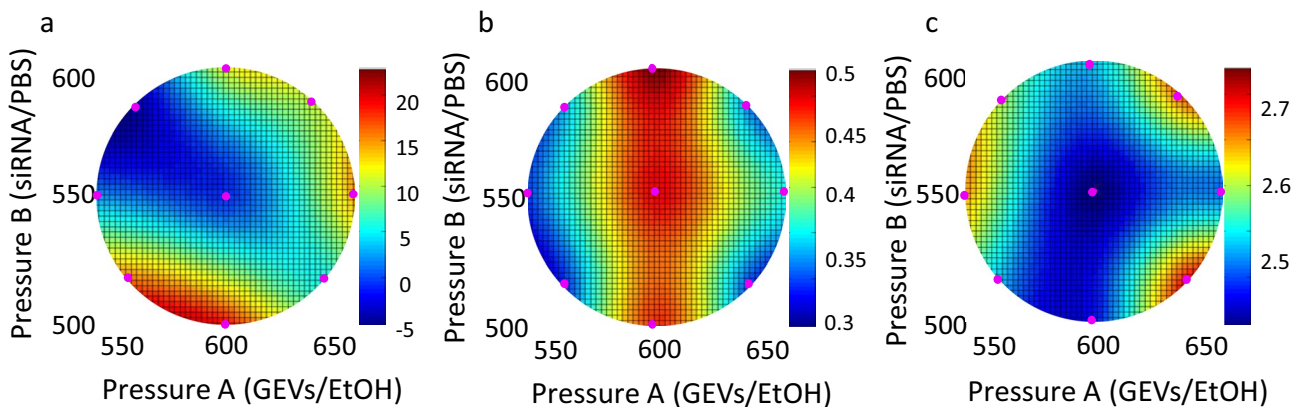 a
Pressure B (siRNA/PBS)
600
550
500
550 600 650
Pressure A (GEVs/EtOH)
20
15
10
5
0
-5
b
Pressure B (siRNA/PBS)
600
550
500
550 600 650
Pressure A (GEVs/EtOH)
0.5
0.45
0.4
0.35
0.3
c
Pressure B (siRNA/PBS)
600
550
500
550 600 650
Pressure A (GEVs/EtOH)
2.7
2.6
2.5